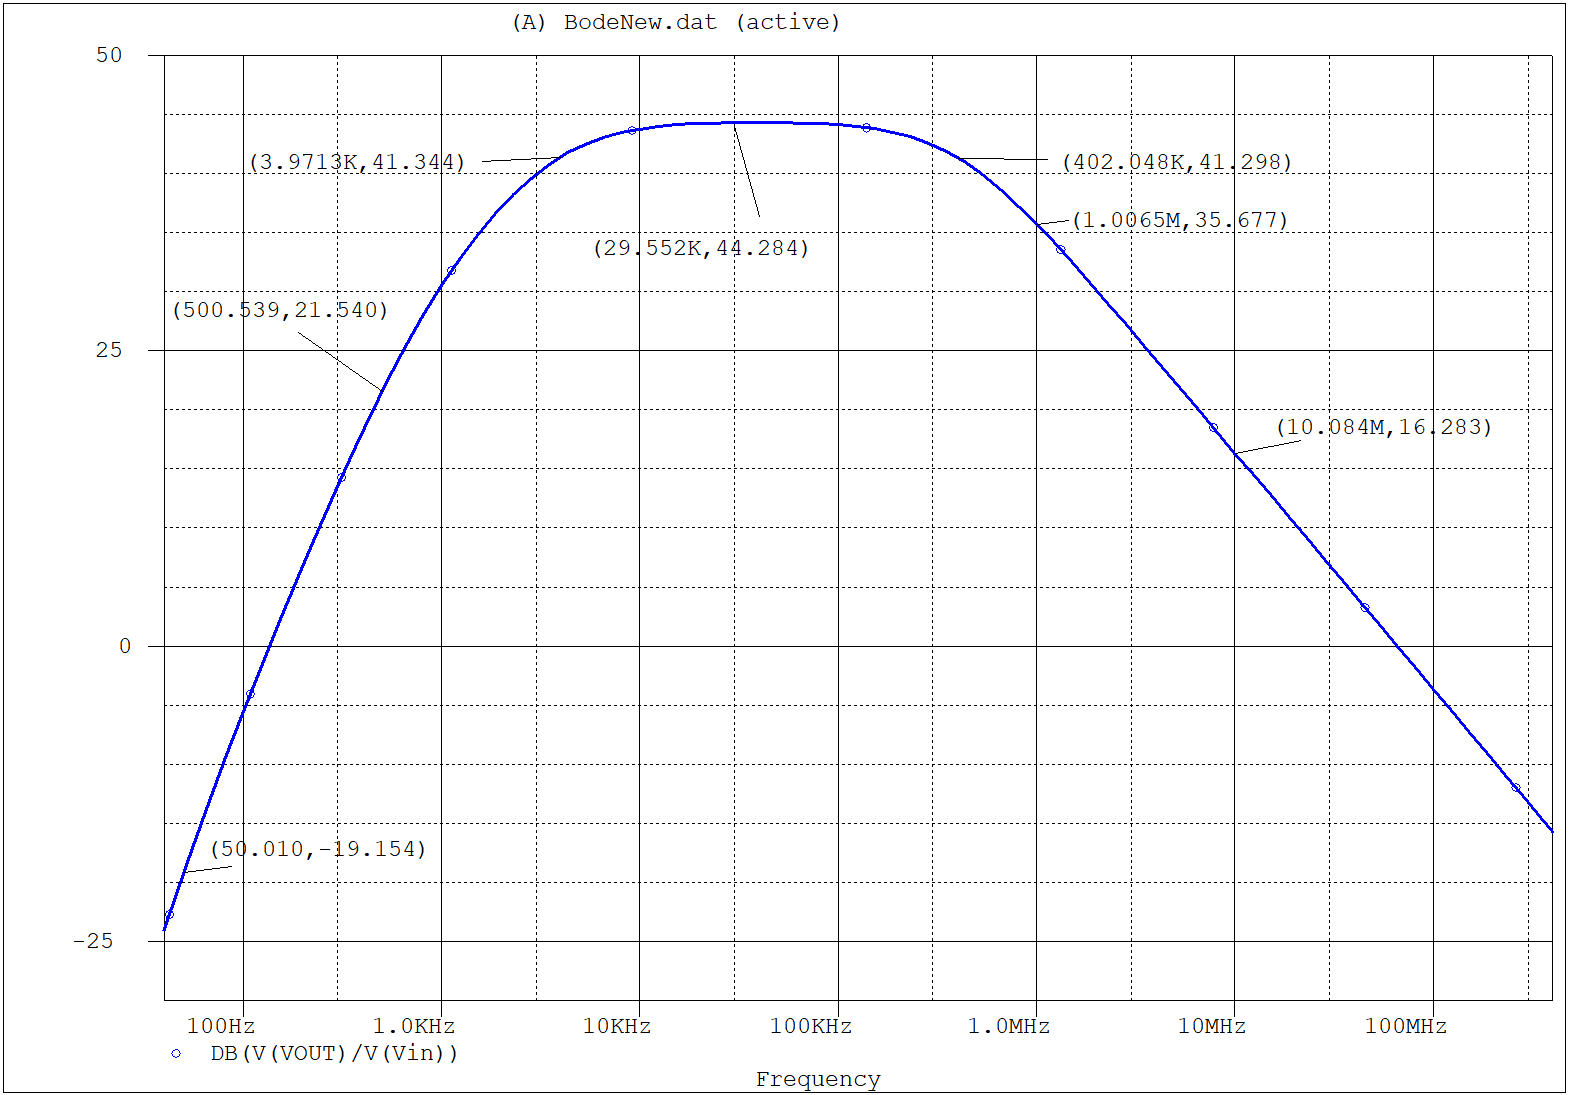 (A) BodeNew.dat (active)
50
(3.9713K,41.344)
(402.048K,41.298)
(1.0065M,35.677)
(29.552K,44.284)
(500.539,21.540)
25
(10.084M,16.283)
0
(50.010,-19.154)
-25
100Hz 1.0KHz 10KHz 100KHz 1.0MHz 10MHz 100MHz
DB(V(VOUT)/V(Vin))
Frequency